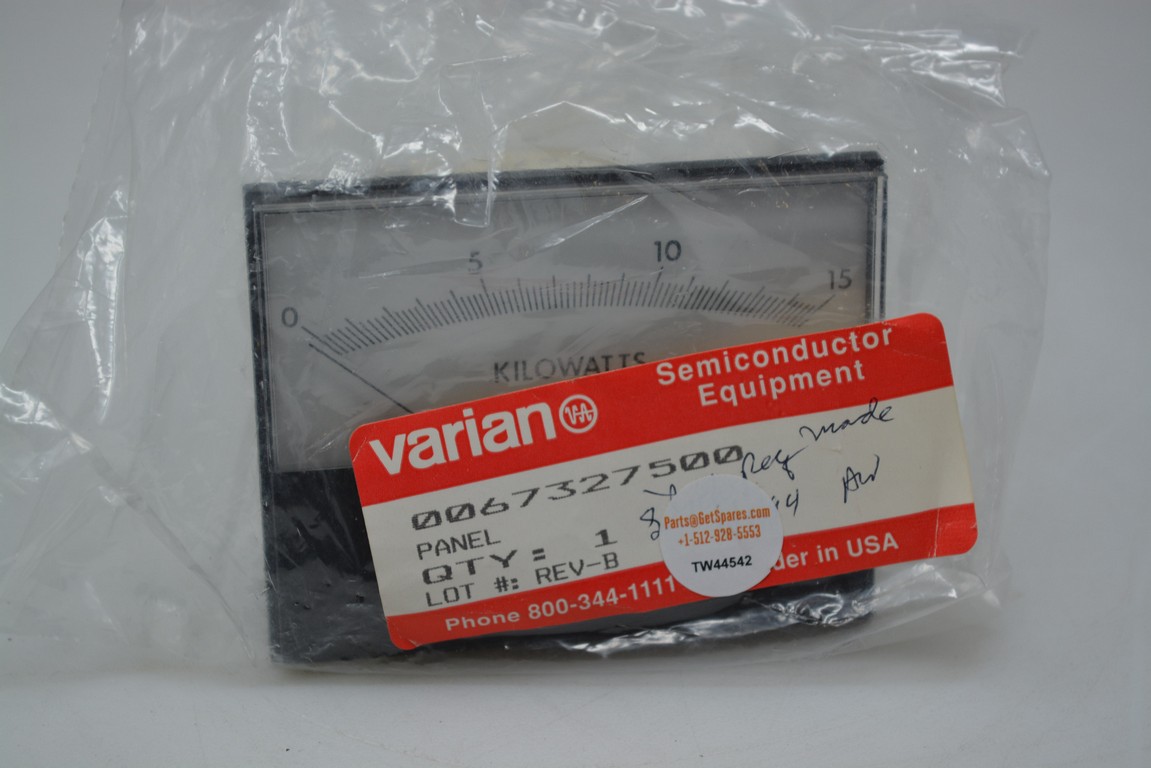 0
5
10
15
KILOWATTS
varian
Semiconductor
Equipment
0067327500
made
PANEL
QTY: 1
LOT #: REV-B
Phone 800-344-1111
in USA
Parts@GetSpares.com
+1-512-928-5553
TW44542